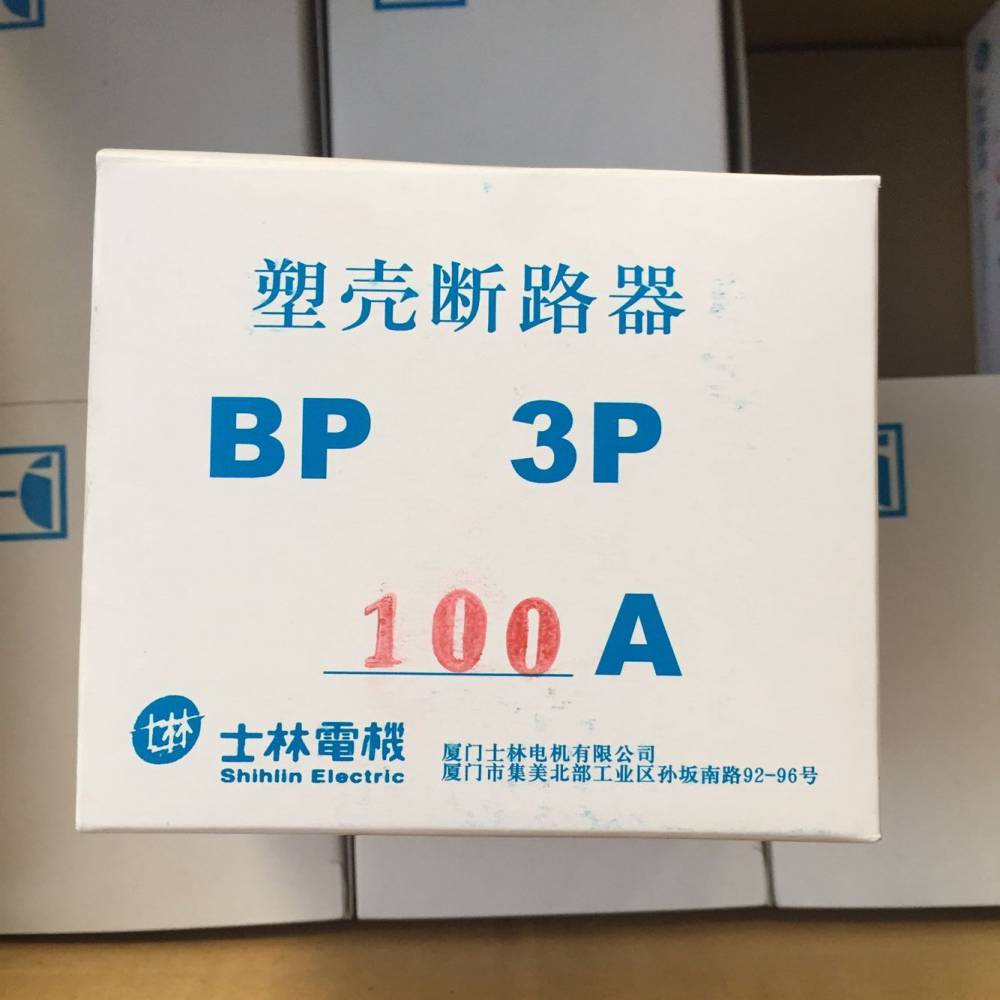 塑壳断路器
BP 3P
100 A
士林
士林電機
Shihlin Electric
厦门士林电机有限公司
厦门市集美北部工业区孙坂南路92-96号